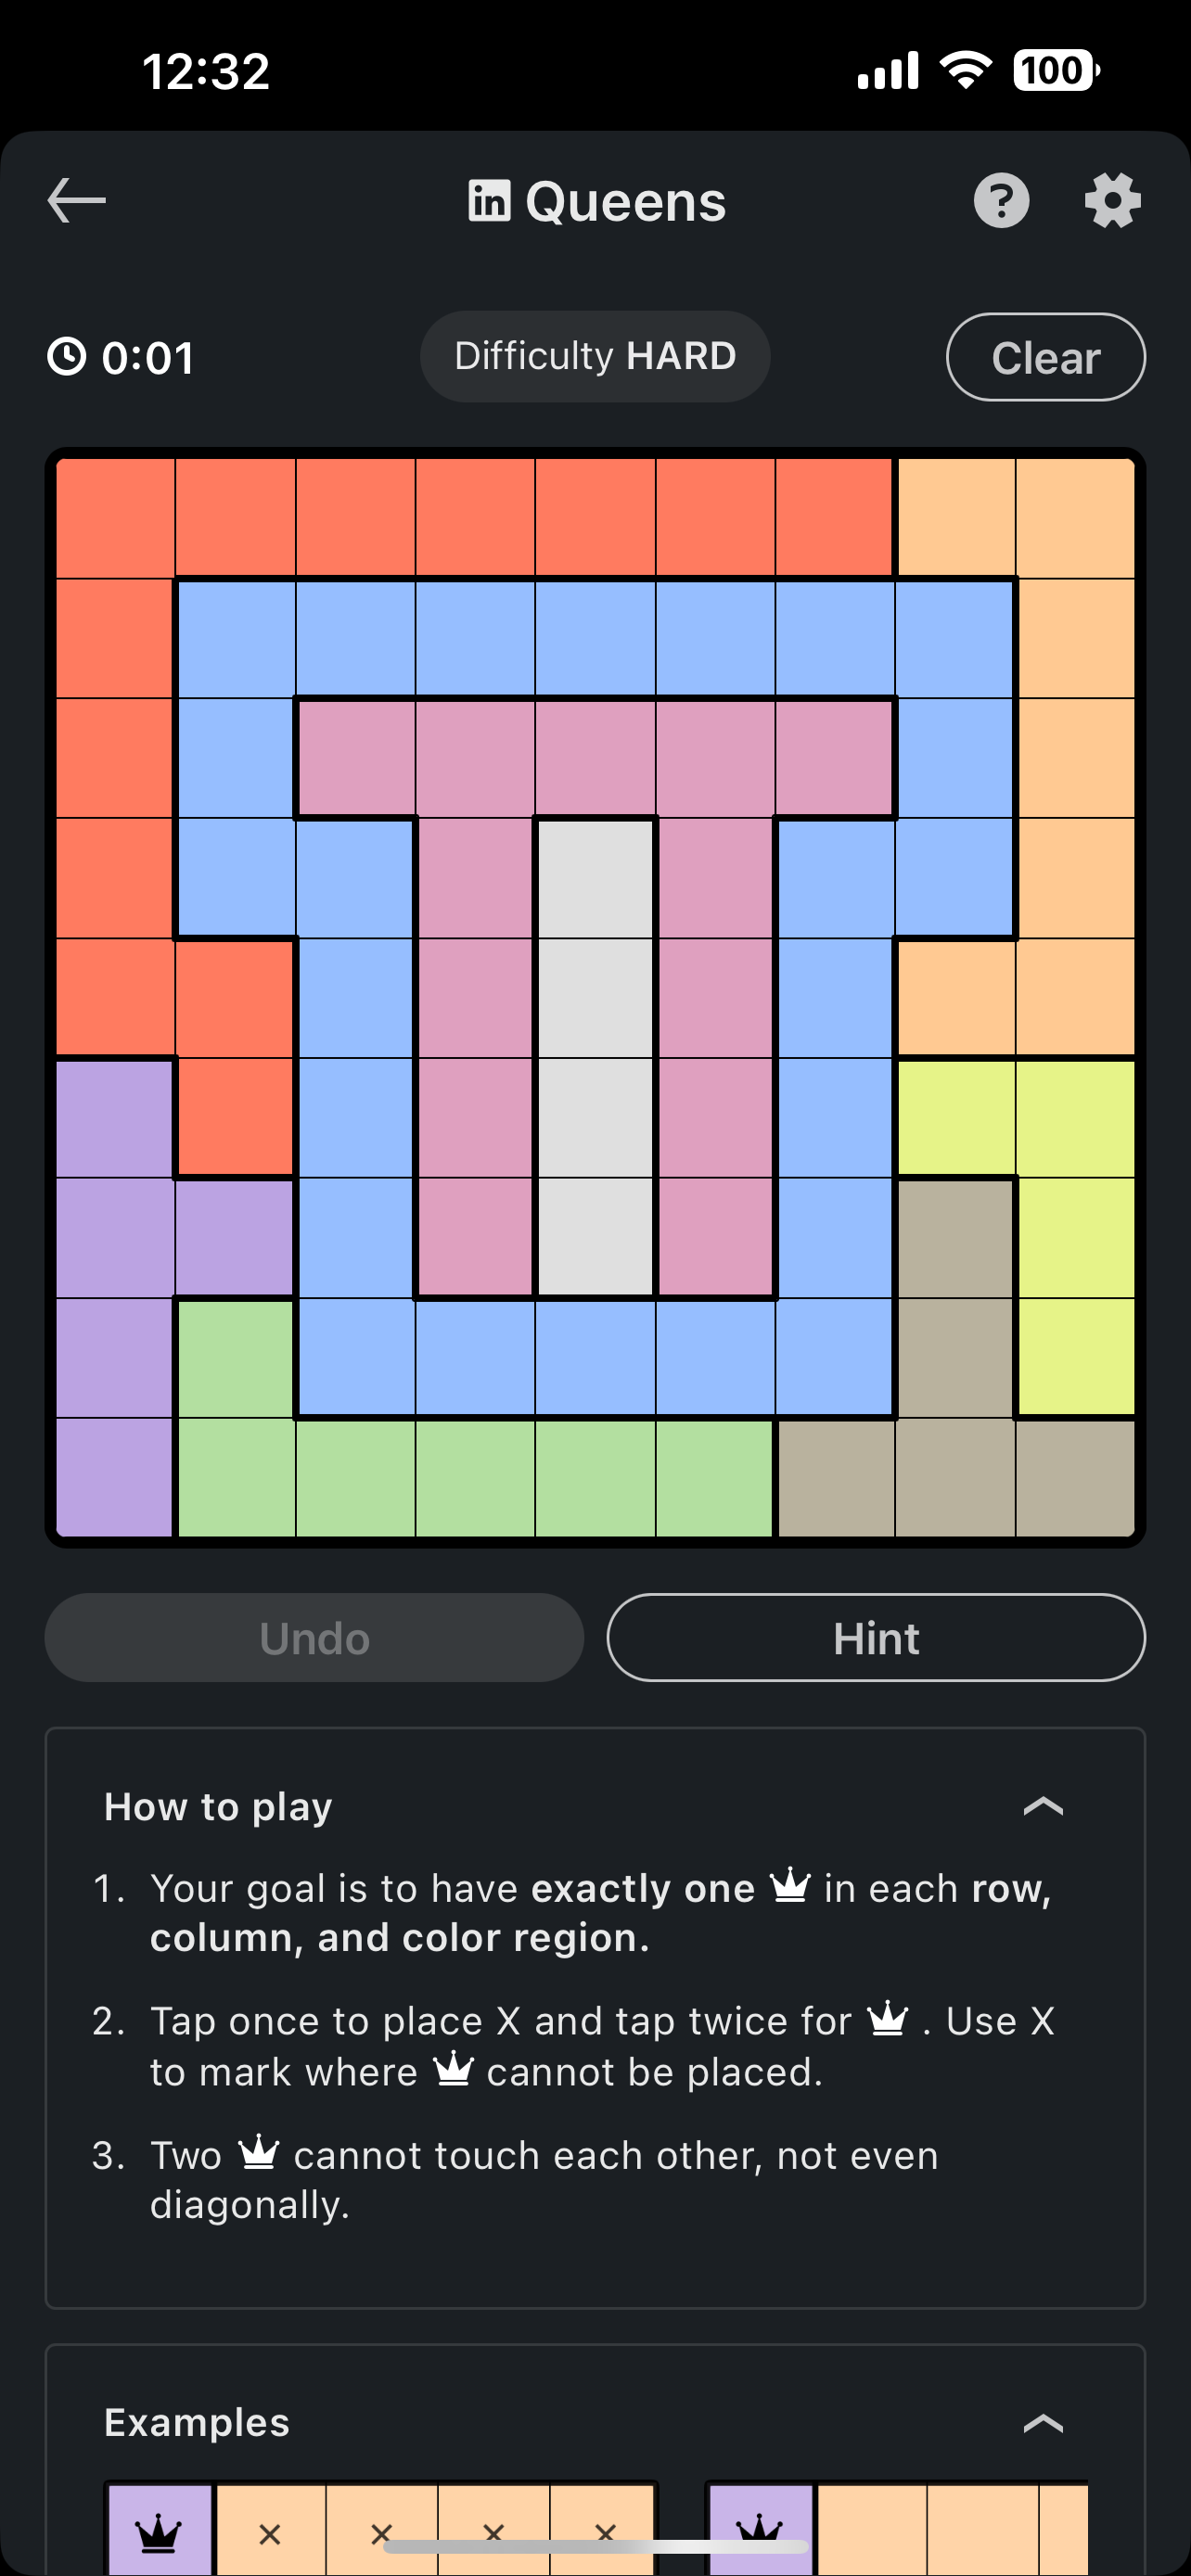 12:32
100
in Queens
?
0:01
Difficulty HARD
Clear
Undo
Hint
How to play
1. Your goal is to have exactly one in each row,
column, and color region.
2. Tap once to place X and tap twice for . Use X
to mark where cannot be placed.
3. Two cannot touch each other, not even
diagonally.
Examples